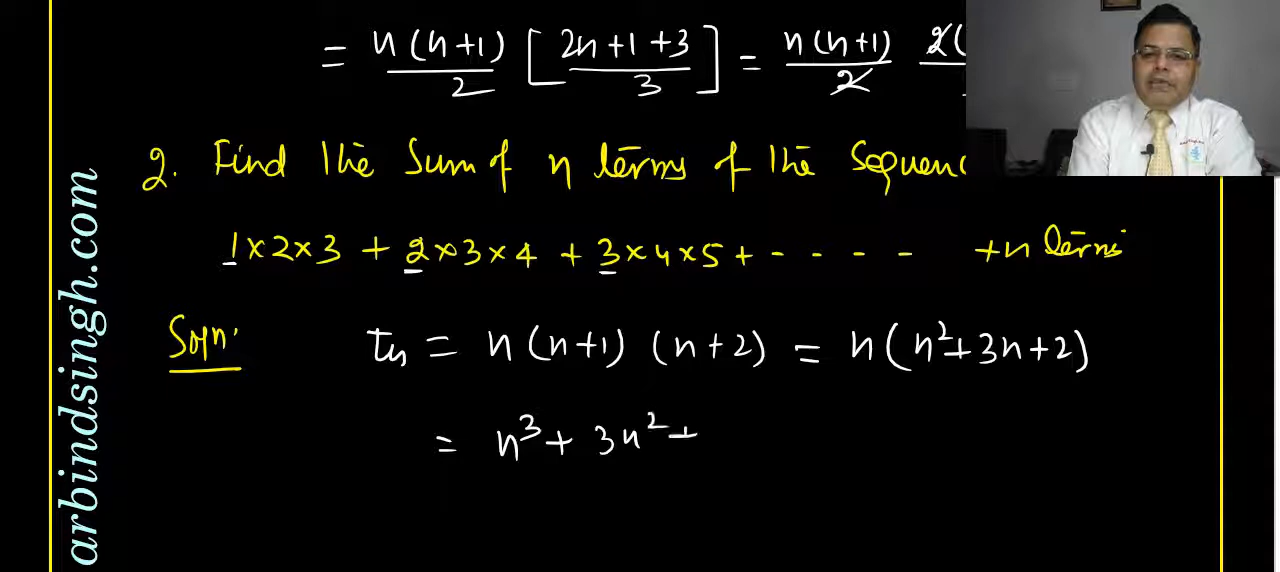 = n(n+1)/2 [2n+1+3/3] = n(n+1)/2 2(
2. Find the Sum of n terms of the Sequenc
1×2×3 + 2×3×4 + 3×4×5 + - - - - +n terms
Soln:
tn = n(n+1) (n+2) = n(n²+3n+2)
= n³+ 3n²+
arbindsingh.com